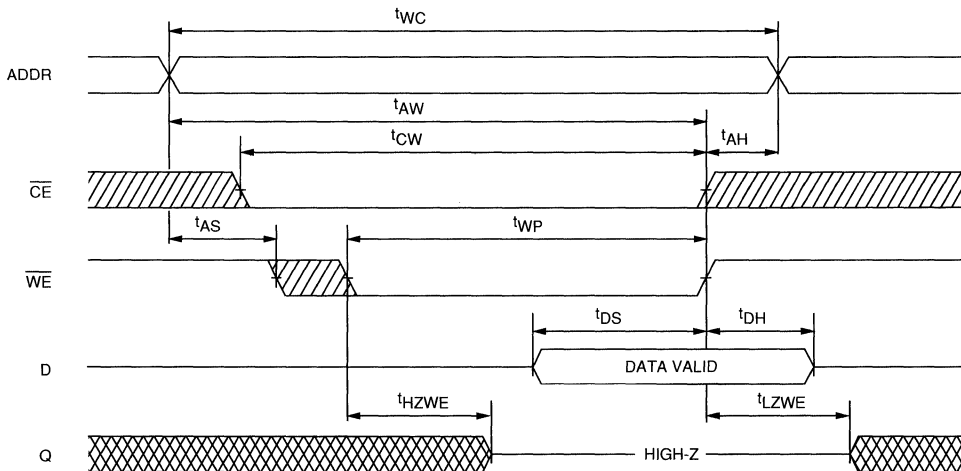 tWC
ADDR
tAW
tCW
tAH
CE
tAS
tWP
WE
tDS
tDH
D
DATA VALID
tHZWE
tLZWE
Q
HIGH-Z